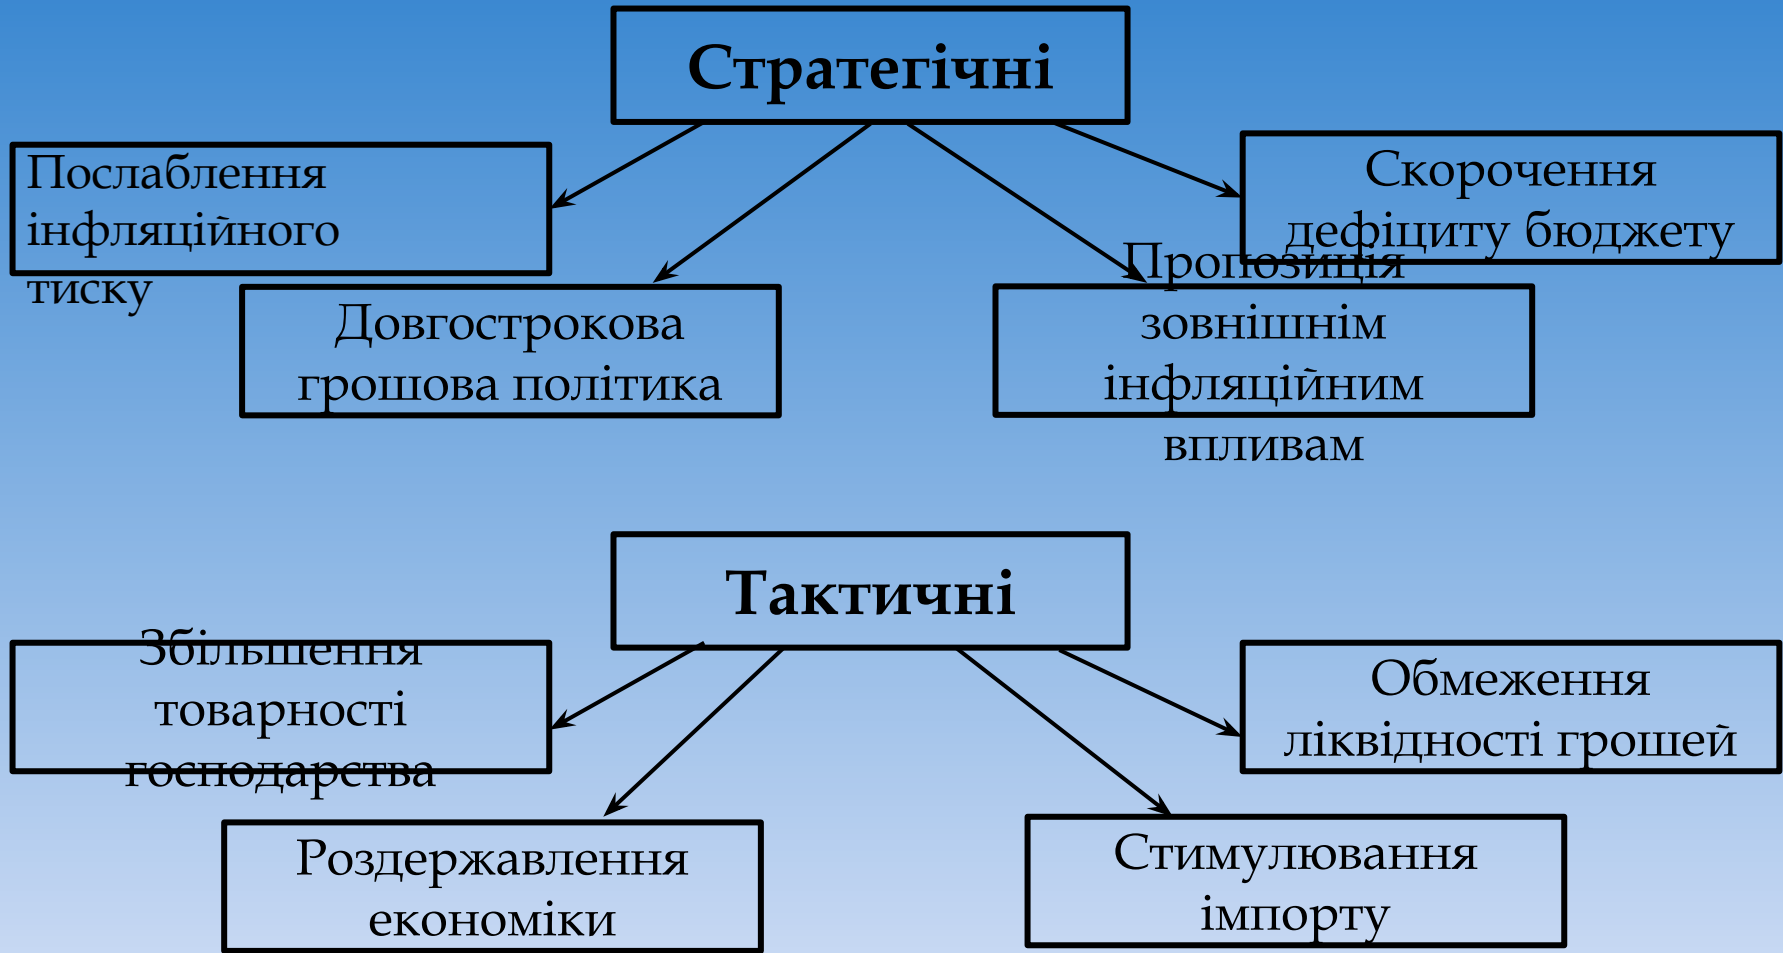 Стратегічні
Послаблення
інфляційного
тиску
Довгострокова
грошова політика
Пропозиція
зовнішнім
інфляційним
впливам
Скорочення
дефіциту бюджету
Тактичні
Збільшення
товарності
господарства
Роздержавлення
економіки
Стимулювання
імпорту
Обмеження
ліквідності грошей